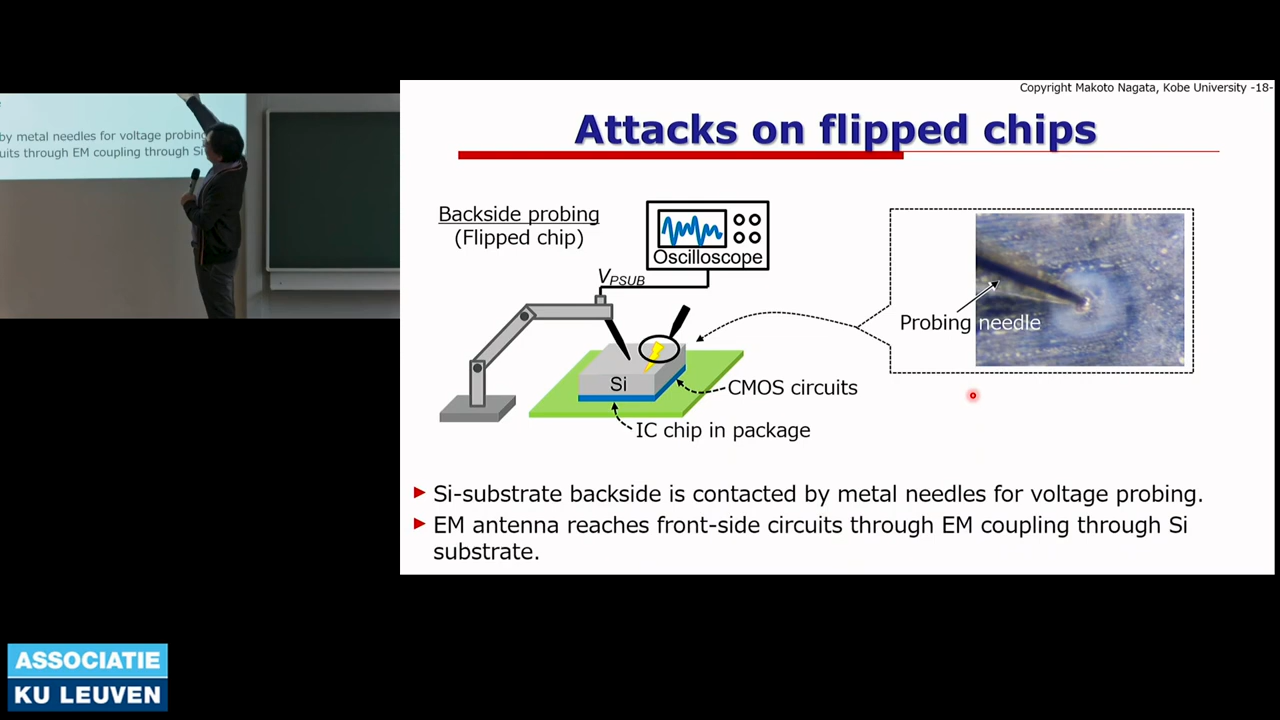 Copyright Makoto Nagata, Kobe University -18-
Attacks on flipped chips
by metal needles for voltage probing
uits through EM coupling through Si
Backside probing
(Flipped chip)
Oscilloscope
VPSUB
Probing needle
Si
CMOS circuits
IC chip in package
Si-substrate backside is contacted by metal needles for voltage probing.
EM antenna reaches front-side circuits through EM coupling through Si
substrate.
ASSOCIATIE
KU LEUVEN